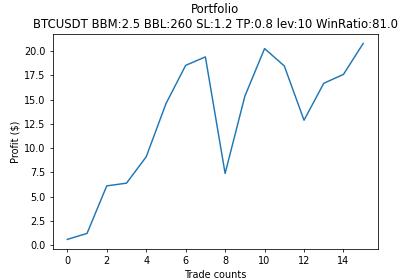 Portfolio
BTCUSDT BBM:2.5 BBL:260 SL:1.2 TP:0.8 lev:10 WinRatio:81.0
20.0
17.5
15.0
12.5
10.0
7.5
5.0
2.5
0.0
Profit ($)
0 2 4 6 8 10 12 14
Trade counts